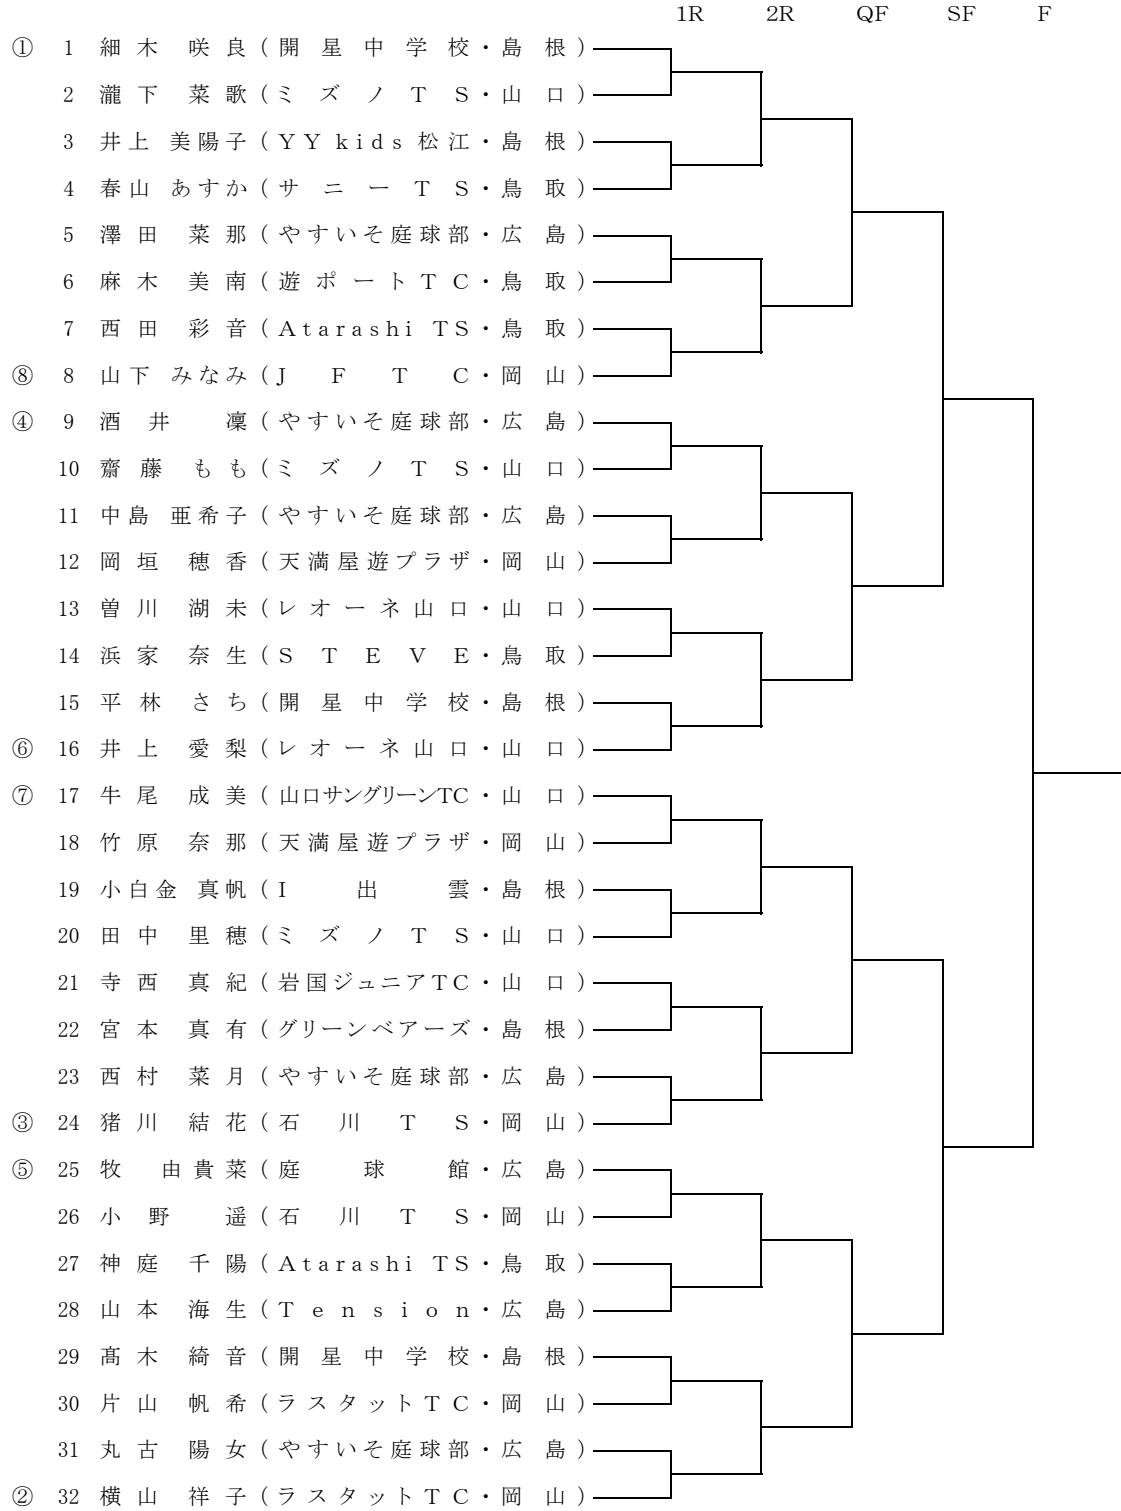 1R 2R QF SF F
① 1 細木 咲良(開星中学校・島根)
2 瀧下 菜歌(ミズノTS・山口)
3 井上 美陽子(YYkids松江・島根)
4 春山 あすか(サニーTS・鳥取)
5 澤田 菜那(やすいそ庭球部・広島)
6 麻木 美南(遊ポートTC・鳥取)
7 西田 彩音(Atarashi TS・鳥取)
⑧ 8 山下 みなみ(JFTC・岡山)
④ 9 酒井 凜(やすいそ庭球部・広島)
10 齋藤 もも(ミズノTS・山口)
11 中島 亜希子(やすいそ庭球部・広島)
12 岡垣 穂香(天満屋遊プラザ・岡山)
13 曽川 湖未(レオーネ山口・山口)
14 浜家 奈生(STEVE・鳥取)
15 平林 さち(開星中学校・島根)
⑥ 16 井上 愛梨(レオーネ山口・山口)
⑦ 17 牛尾 成美(山口サングリーンTC・山口)
18 竹原 奈那(天満屋遊プラザ・岡山)
19 小白金 真帆(I出雲・島根)
20 田中 里穂(ミズノTS・山口)
21 寺西 真紀(岩国ジュニアTC・山口)
22 宮本 真有(グリーンベアーズ・島根)
23 西村 菜月(やすいそ庭球部・広島)
③ 24 猪川 結花(石川TS・岡山)
⑤ 25 牧 由貴菜(庭球館・広島)
26 小野 遥(石川TS・岡山)
27 神庭 千陽(Atarashi TS・鳥取)
28 山本 海生(Tension・広島)
29 髙木 綺音(開星中学校・島根)
30 片山 帆希(ラスタットTC・岡山)
31 丸古 陽女(やすいそ庭球部・広島)
② 32 横山 祥子(ラスタットTC・岡山)